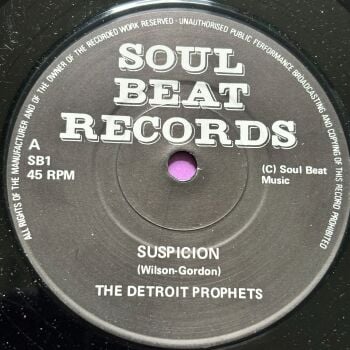 ALL RIGHTS OF THE MANUFACTURER AND OF THE OWNER OF THE RECORDED WORK RESERVED - UNAUTHORISED PUBLIC PERFORMANCE BROADCASTING AND COPYING OF THIS RECORD PROHIBITED
SOUL
BEAT
RECORDS
A
SB1
45 RPM
(C) Soul Beat
Music
SUSPICION
(Wilson-Gordon)
THE DETROIT PROPHETS